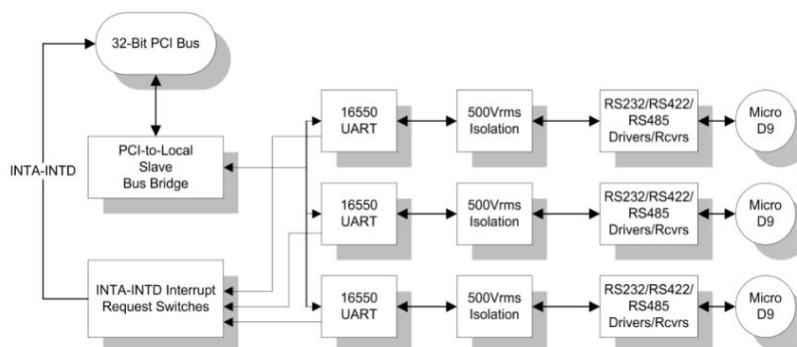 32-Bit PCI Bus
INTA-INTD
PCI-to-Local
Slave
Bus Bridge
INTA-INTD Interrupt
Request Switches
16550
UART
500Vrms
Isolation
RS232/RS422/
RS485
Drivers/Rcvrs
Micro
D9
16550
UART
500Vrms
Isolation
RS232/RS422/
RS485
Drivers/Rcvrs
Micro
D9
16550
UART
500Vrms
Isolation
RS232/RS422/
RS485
Drivers/Rcvrs
Micro
D9